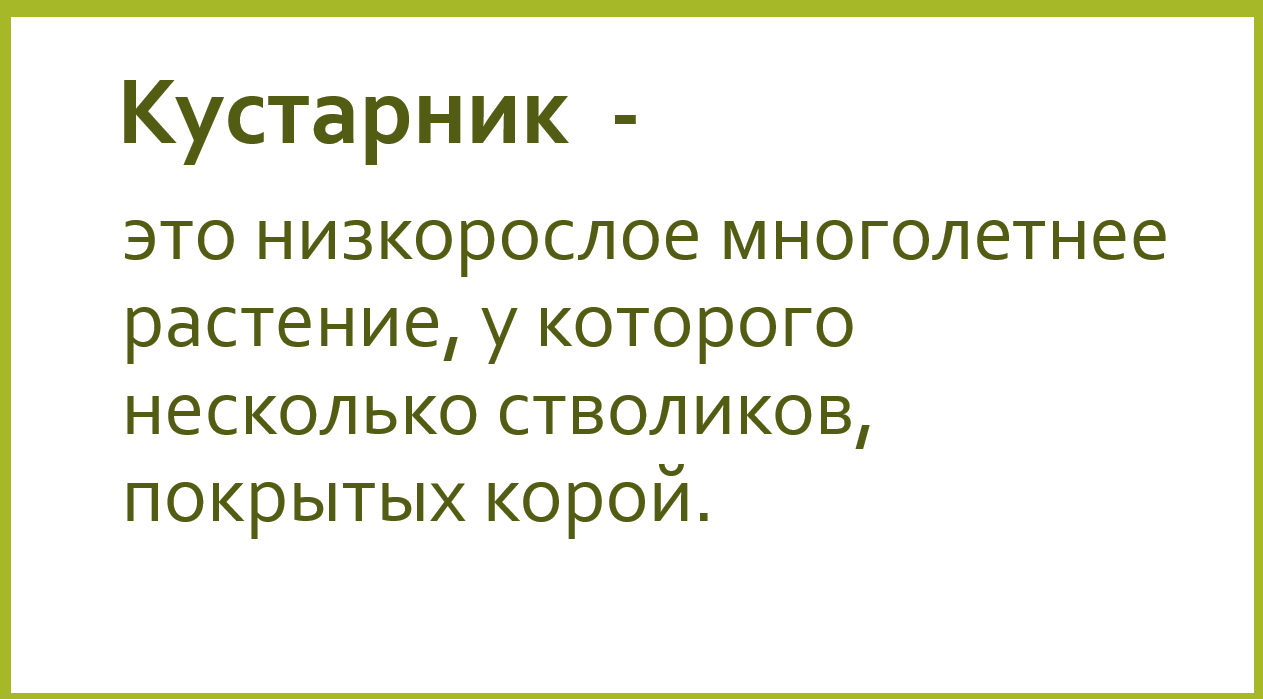 Кустарник -
это низкорослое многолетнее
растение, у которого
несколько стволиков,
покрытых корой.